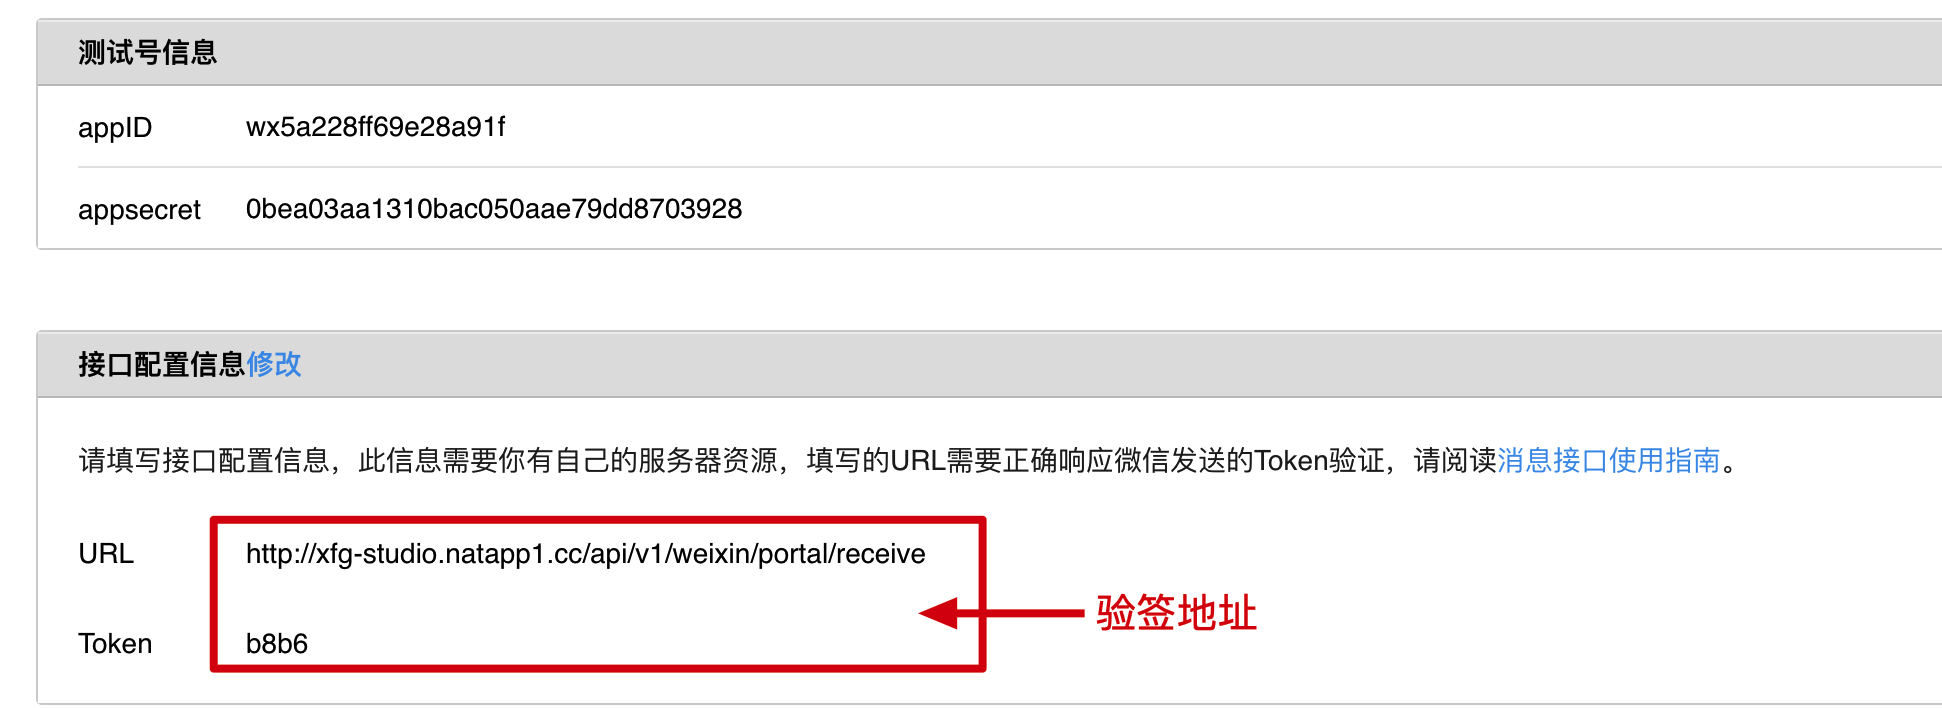 测试号信息
appID wx5a228ff69e28a91f
appsecret 0bea03aa1310bac050aae79dd8703928
接口配置信息修改
请填写接口配置信息，此信息需要你有自己的服务器资源，填写的URL需要正确响应微信发送的Token验证，请阅读消息接口使用指南。
URL http://xfg-studio.natapp1.cc/api/v1/weixin/portal/receive
验签地址
Token b8b6